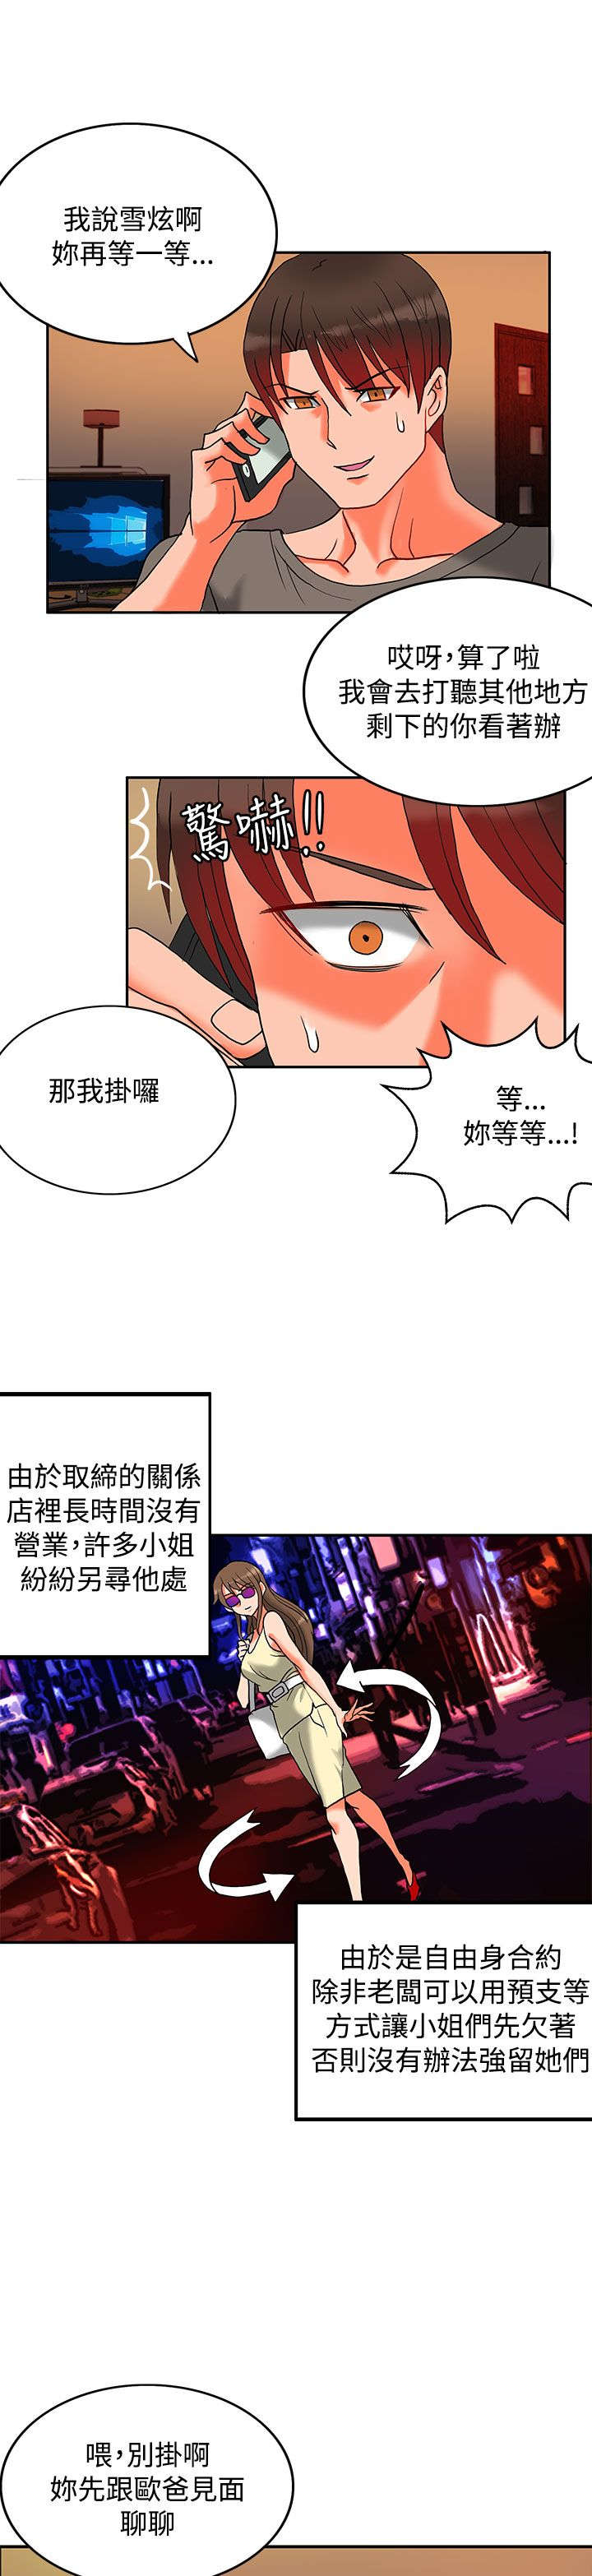 我說雪炫啊
妳再等一等...
哎呀，算了啦
我會去打聽其他地方
剩下的你看著辦
驚嚇!!
那我掛囉
等...
妳等等...!
由於取締的關係
店裡長時間沒有
營業，許多小姐
紛紛另尋他處
由於是自由身合約
除非老闆可以用預支等
方式讓小姐們先欠著
否則沒有辦法強留她們
喂，別掛啊
妳先跟歐爸見面
聊聊